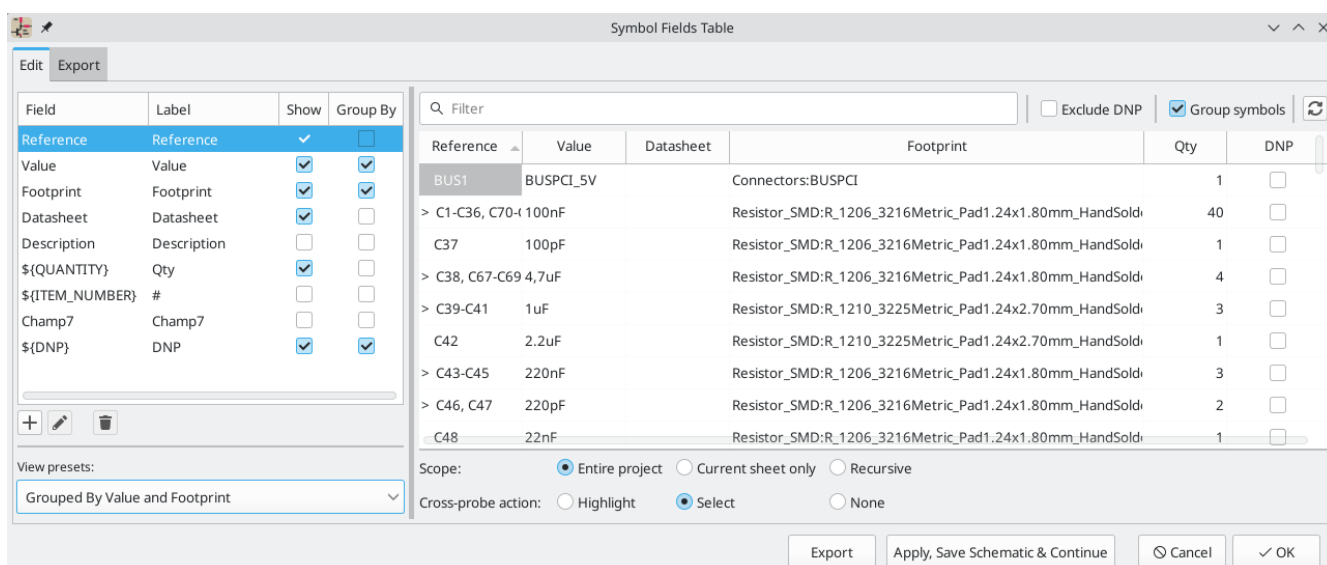 Symbol Fields Table
Edit Export
Field Label Show Group By
Reference Reference
Value Value
Footprint Footprint
Datasheet Datasheet
Description Description
${QUANTITY} Qty
${ITEM_NUMBER} #
Champ7 Champ7
${DNP} DNP
View presets:
Grouped By Value and Footprint
Filter Exclude DNP Group symbols
Reference Value Datasheet Footprint Qty DNP
BUS1 BUSPCI_5V Connectors:BUSPCI 1
> C1-C36, C70-( 100nF Resistor_SMD:R_1206_3216Metric_Pad1.24x1.80mm_HandSold 40
C37 100pF Resistor_SMD:R_1206_3216Metric_Pad1.24x1.80mm_HandSold 1
> C38, C67-C69 4,7uF Resistor_SMD:R_1206_3216Metric_Pad1.24x1.80mm_HandSold 4
> C39-C41 1uF Resistor_SMD:R_1210_3225Metric_Pad1.24x2.70mm_HandSold 3
C42 2.2uF Resistor_SMD:R_1210_3225Metric_Pad1.24x2.70mm_HandSold 1
> C43-C45 220nF Resistor_SMD:R_1206_3216Metric_Pad1.24x1.80mm_HandSold 3
> C46, C47 220pF Resistor_SMD:R_1206_3216Metric_Pad1.24x1.80mm_HandSold 2
C48 22nF Resistor_SMD:R_1206_3216Metric_Pad1.24x1.80mm_HandSold 1
Scope: Entire project Current sheet only Recursive
Cross-probe action: Highlight Select None
Export Apply, Save Schematic & Continue Cancel OK